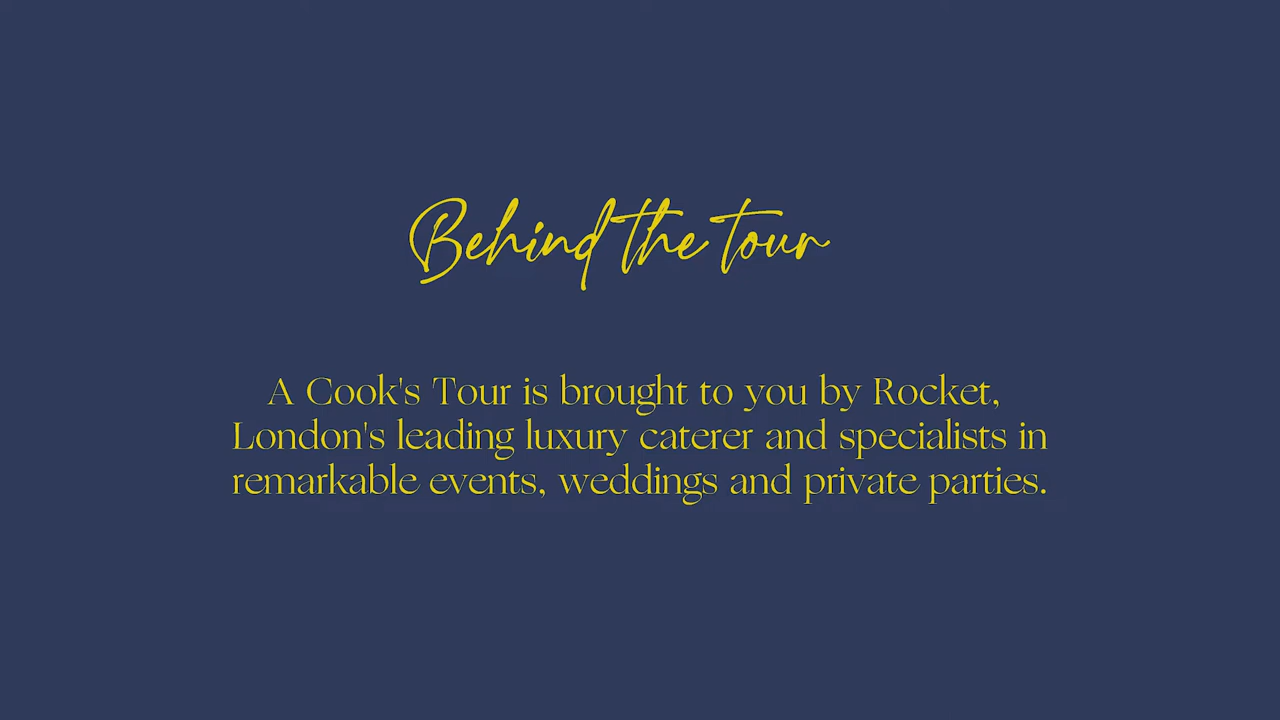 Behind the tour
A Cook's Tour is brought to you by Rocket,
London's leading luxury caterer and specialists in
remarkable events, weddings and private parties.